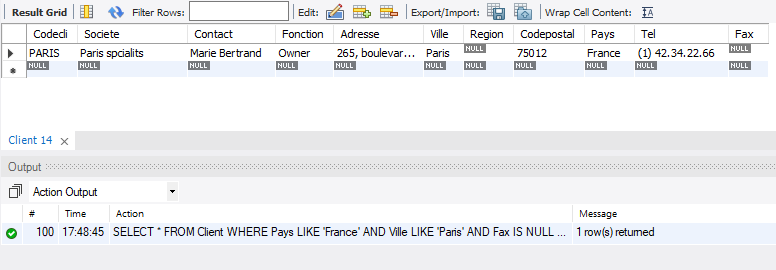 Result Grid Filter Rows: Edit: Export/Import: Wrap Cell Content: IA
Codecli Societe Contact Fonction Adresse Ville Region Codepostal Pays Tel Fax
PARIS Paris spcialits Marie Bertrand Owner 265, boulevar... Paris NULL 75012 France (1) 42.34.22.66 NULL
NULL NULL NULL NULL NULL NULL NULL NULL NULL NULL NULL
Client 14
Output
Action Output
# Time Action Message
100 17:48:45 SELECT * FROM Client WHERE Pays LIKE 'France' AND Ville LIKE 'Paris' AND Fax IS NULL ... 1 row(s) returned